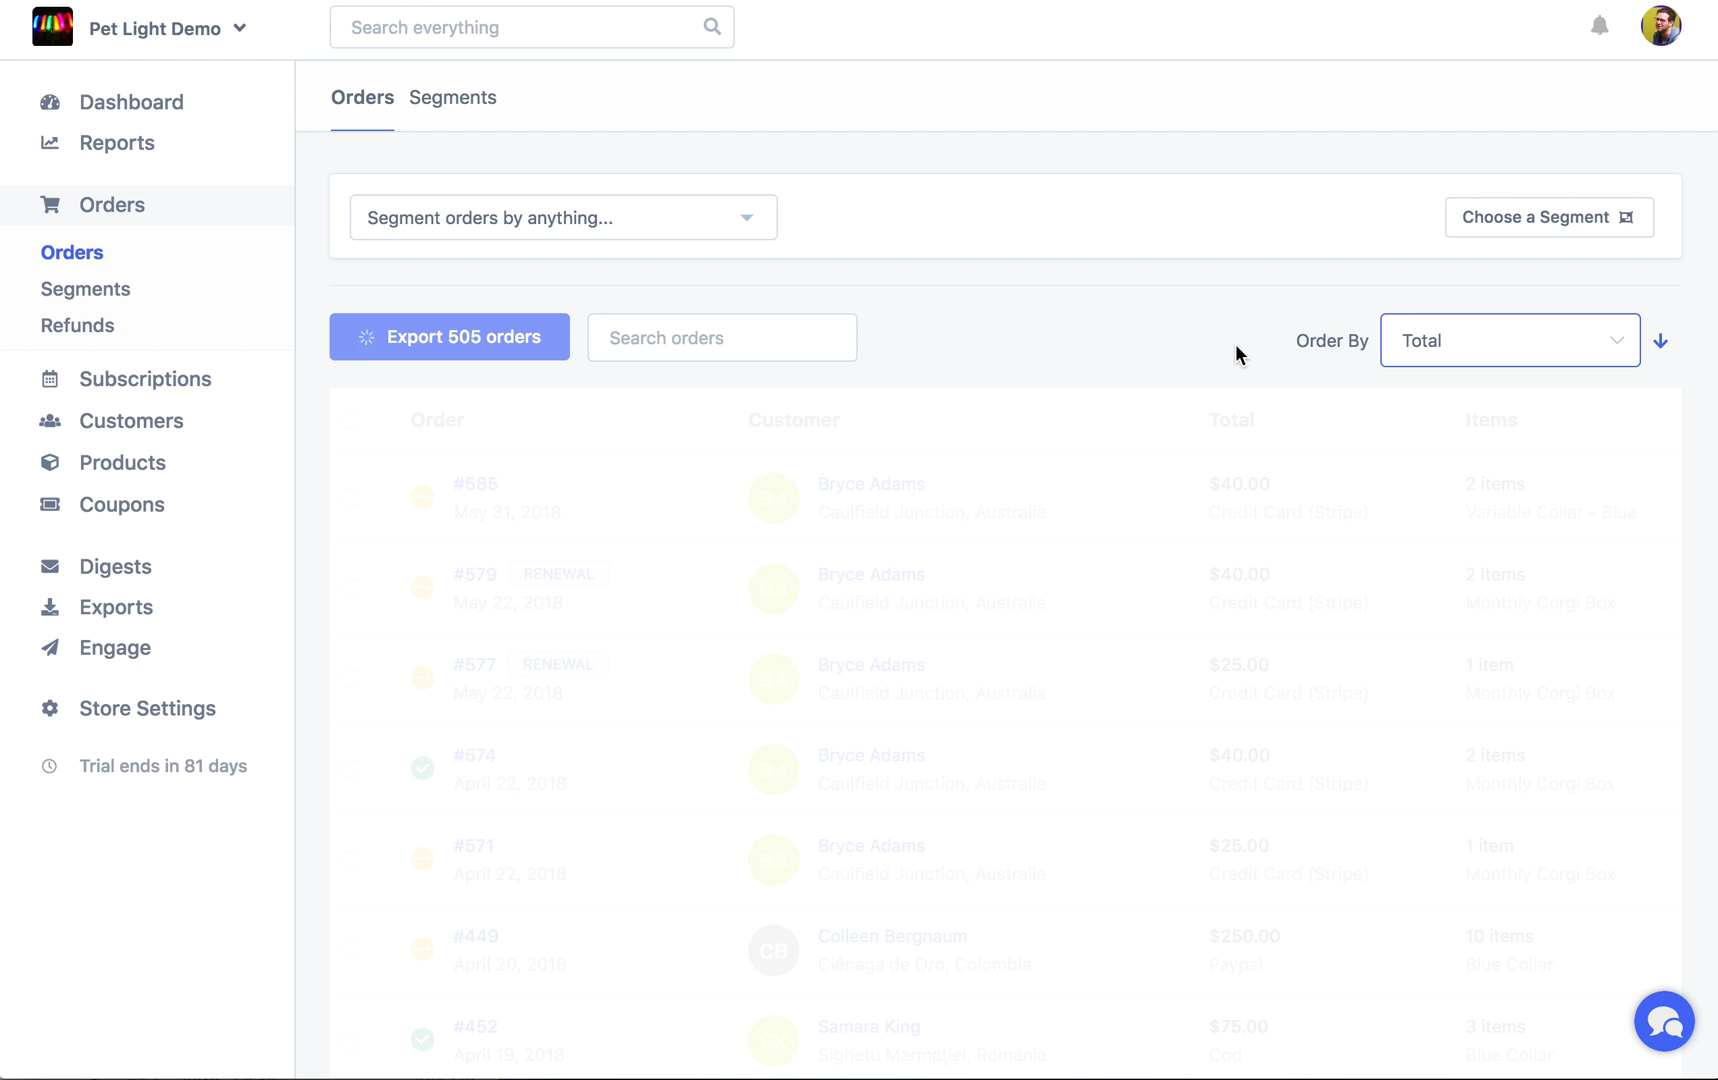 Pet Light Demo
Search everything
Dashboard
Reports
Orders
Orders
Segments
Refunds
Subscriptions
Customers
Products
Coupons
Digests
Exports
Engage
Store Settings
Trial ends in 81 days
Orders Segments
Segment orders by anything...
Choose a Segment
Export 505 orders
Search orders
Order By
Total
Order Customer Total Items
#585
May 31, 2018
BA
Bryce Adams
Caulfield Junction, Australia
$40.00
Credit Card (Stripe)
2 items
Variable Collar - Blue
#579 RENEWAL
May 22, 2018
BA
Bryce Adams
Caulfield Junction, Australia
$40.00
Credit Card (Stripe)
2 items
Monthly Corgi Box
#577 RENEWAL
May 22, 2018
BA
Bryce Adams
Caulfield Junction, Australia
$25.00
Credit Card (Stripe)
1 item
Monthly Corgi Box
#574
April 22, 2018
BA
Bryce Adams
Caulfield Junction, Australia
$40.00
Credit Card (Stripe)
2 items
Monthly Corgi Box
#571
April 22, 2018
BA
Bryce Adams
Caulfield Junction, Australia
$25.00
Credit Card (Stripe)
1 item
Monthly Corgi Box
#449
April 20, 2018
CB
Colleen Bergnaum
Ciénaga de Oro, Colombia
$250.00
Paypal
10 items
Blue Collar
#452
April 19, 2018
SK
Samara King
Sighetu Marmaţiei, Romania
$75.00
Cod
3 items
Blue Collar